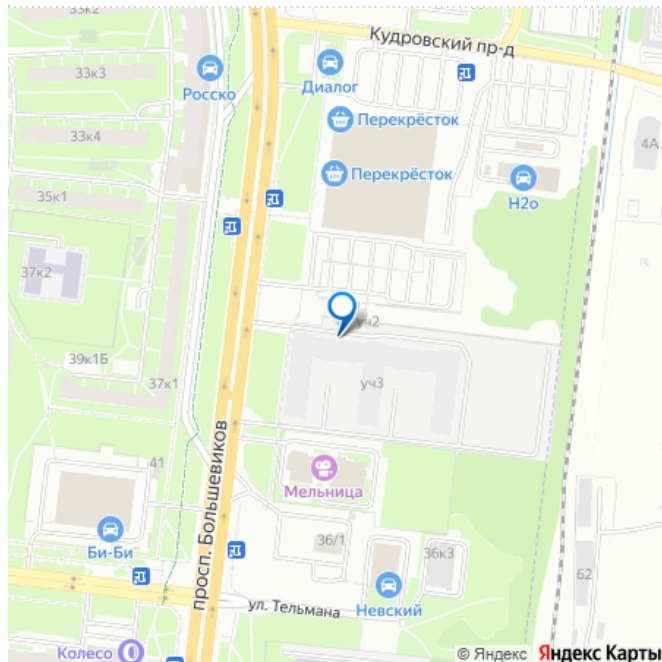 33к2
Кудровский пр-д
33к3
Росско
Диалог
Перекрёсток
33к4
4А
Перекрёсток
Н2о
35к1
37к2
уч2
39к1Б
37к1
уч3
просп. Большевиков
41
Мельница
Би-Би
36/1
36к3
62
ул. Тельмана
Невский
Колесо
© Яндекс Яндекс Карты